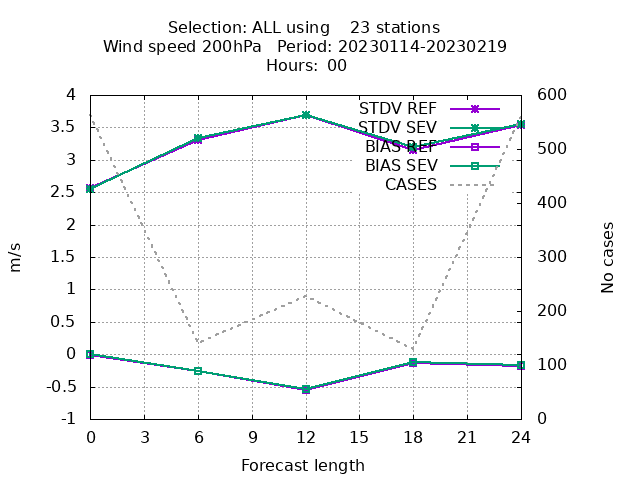 Selection: ALL using    23 stations
Wind speed 200hPa   Period: 20230114-20230219
Hours:  00
4
3.5
3
2.5
2
1.5
1
0.5
0
-0.5
-1
m/s
STDV REF
STDV SEV
BIAS REF
BIAS SEV
CASES
600
500
400
300
200
100
0
No cases
0 3 6 9 12 15 18 21 24
Forecast length